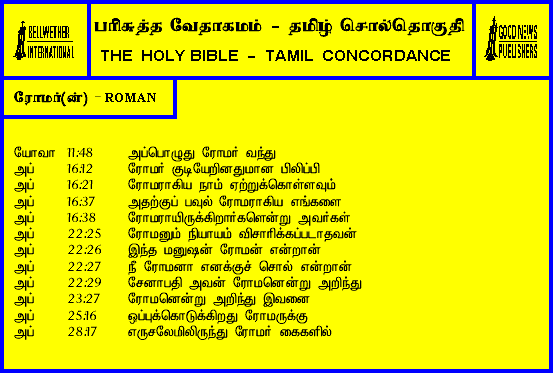 BELLWETHER INTERNATIONAL
பரிசுத்த வேதாகமம் - தமிழ் சொல்தொகுதி
THE HOLY BIBLE - TAMIL CONCORDANCE
GOOD NEWS PUBLISHERS
ரோமர்(ன்) - ROMAN
யோவா 11:48 அப்பொழுது ரோமர் வந்து
அப் 16:12 ரோமர் குடியேறினதுமான பிலிப்பி
அப் 16:21 ரோமராகிய நாம் ஏற்றுக்கொள்ளவும்
அப் 16:37 அதற்குப் பவுல் ரோமராகிய எங்களை
அப் 16:38 ரோமராயிருக்கிறார்களென்று அவர்கள்
அப் 22:25 ரோமனும் நியாயம் விசாரிக்கப்படாதவன்
அப் 22:26 இந்த மனுஷன் ரோமன் என்றான்
அப் 22:27 நீ ரோமனா எனக்குச் சொல் என்றான்
அப் 22:29 சேனாபதி அவன் ரோமனென்று அறிந்து
அப் 23:27 ரோமனென்று அறிந்து இவனை
அப் 25:16 ஒப்புக்கொடுக்கிறது ரோமருக்கு
அப் 28:17 எருசலேமிலிருந்து ரோமர் கைகளில்